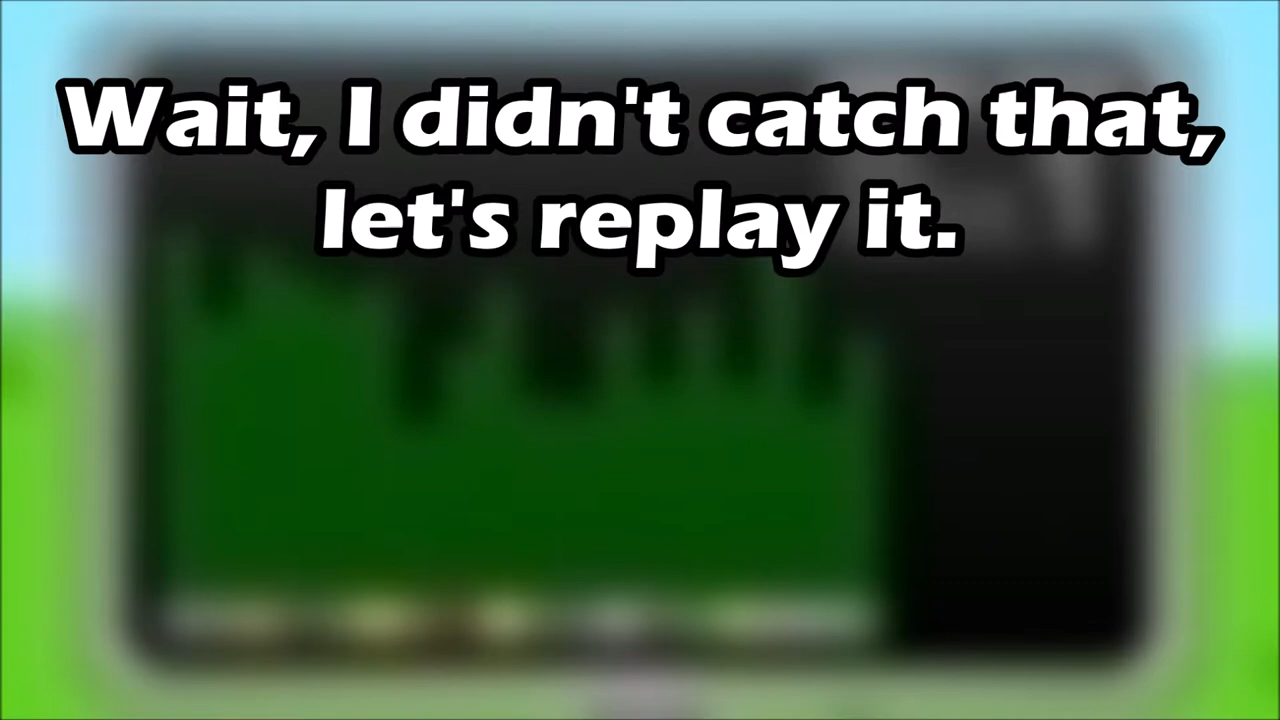 Wait, I didn't catch that,
let's replay it.